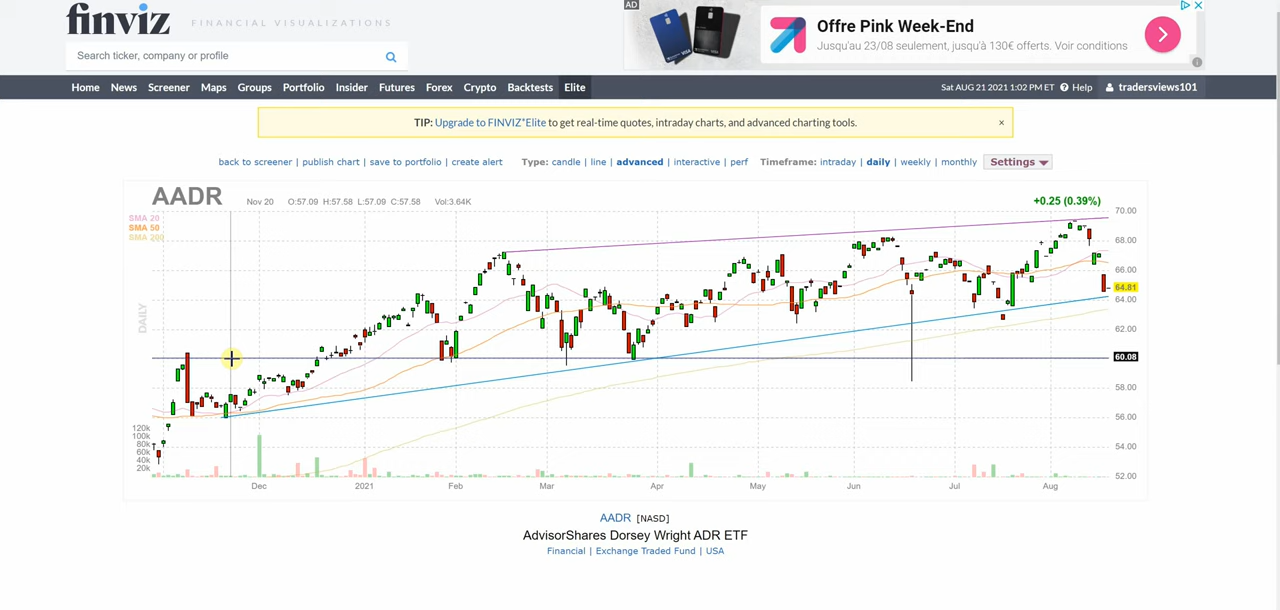 finviz FINANCIAL VISUALIZATIONS
AD
Offre Pink Week-End
Jusqu'au 23/08 seulement, jusqu'à 130€ offerts. Voir conditions
VISA
VISA
Search ticker, company or profile
Home News Screener Maps Groups Portfolio Insider Futures Forex Crypto Backtests Elite
Sat AUG 21 2021 1:02 PM ET Help tradersviews101
TIP: Upgrade to FINVIZ*Elite to get real-time quotes, intraday charts, and advanced charting tools. ×
back to screener | publish chart | save to portfolio | create alert Type: candle | line | advanced | interactive | perf Timeframe: intraday | daily | weekly | monthly Settings
AADR Nov 20 O:57.09 H:57.58 L:57.09 C:57.58 Vol:3.64K +0.25 (0.39%)
SMA 20
SMA 50
SMA 200
70.00
68.00
66.00
64.81
64.00
62.00
60.08
58.00
56.00
54.00
52.00
DAILY
120k
100k
80k
60k
40k
20k
Dec 2021 Feb Mar Apr May Jun Jul Aug
AADR [NASD]
AdvisorShares Dorsey Wright ADR ETF
Financial | Exchange Traded Fund | USA